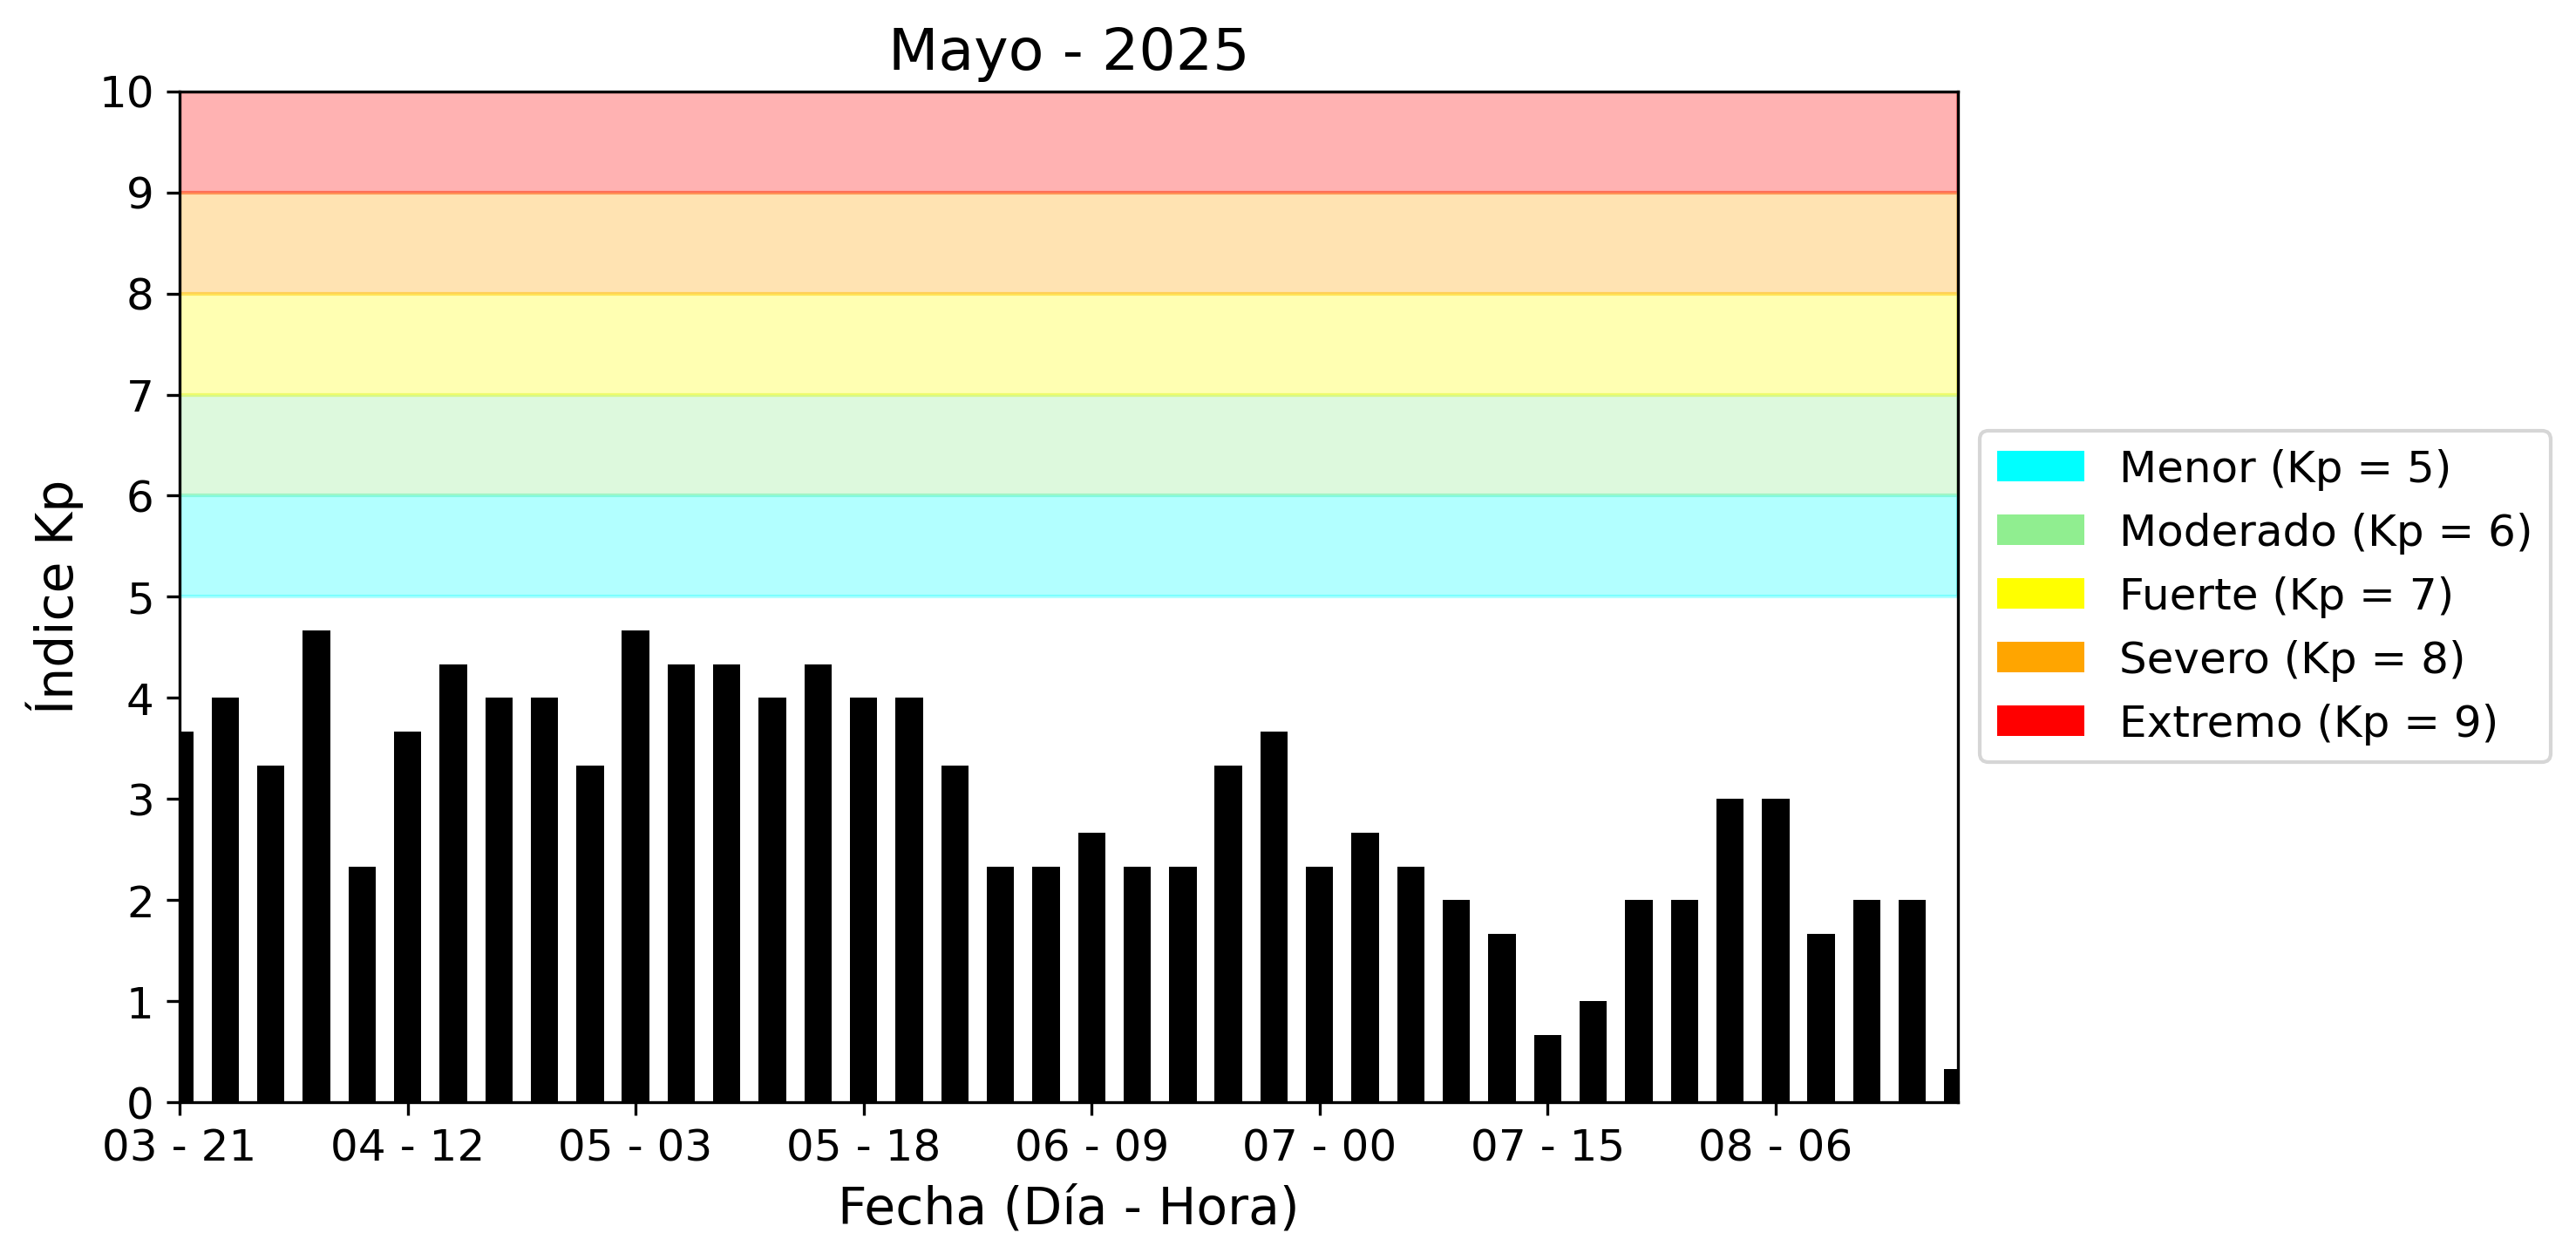 Mayo - 2025
10
9
8
7
6
5
4
3
2
1
0
Índice Kp
03 - 21
04 - 12
05 - 03
05 - 18
06 - 09
07 - 00
07 - 15
08 - 06
Fecha (Día - Hora)
Menor (Kp = 5)
Moderado (Kp = 6)
Fuerte (Kp = 7)
Severo (Kp = 8)
Extremo (Kp = 9)